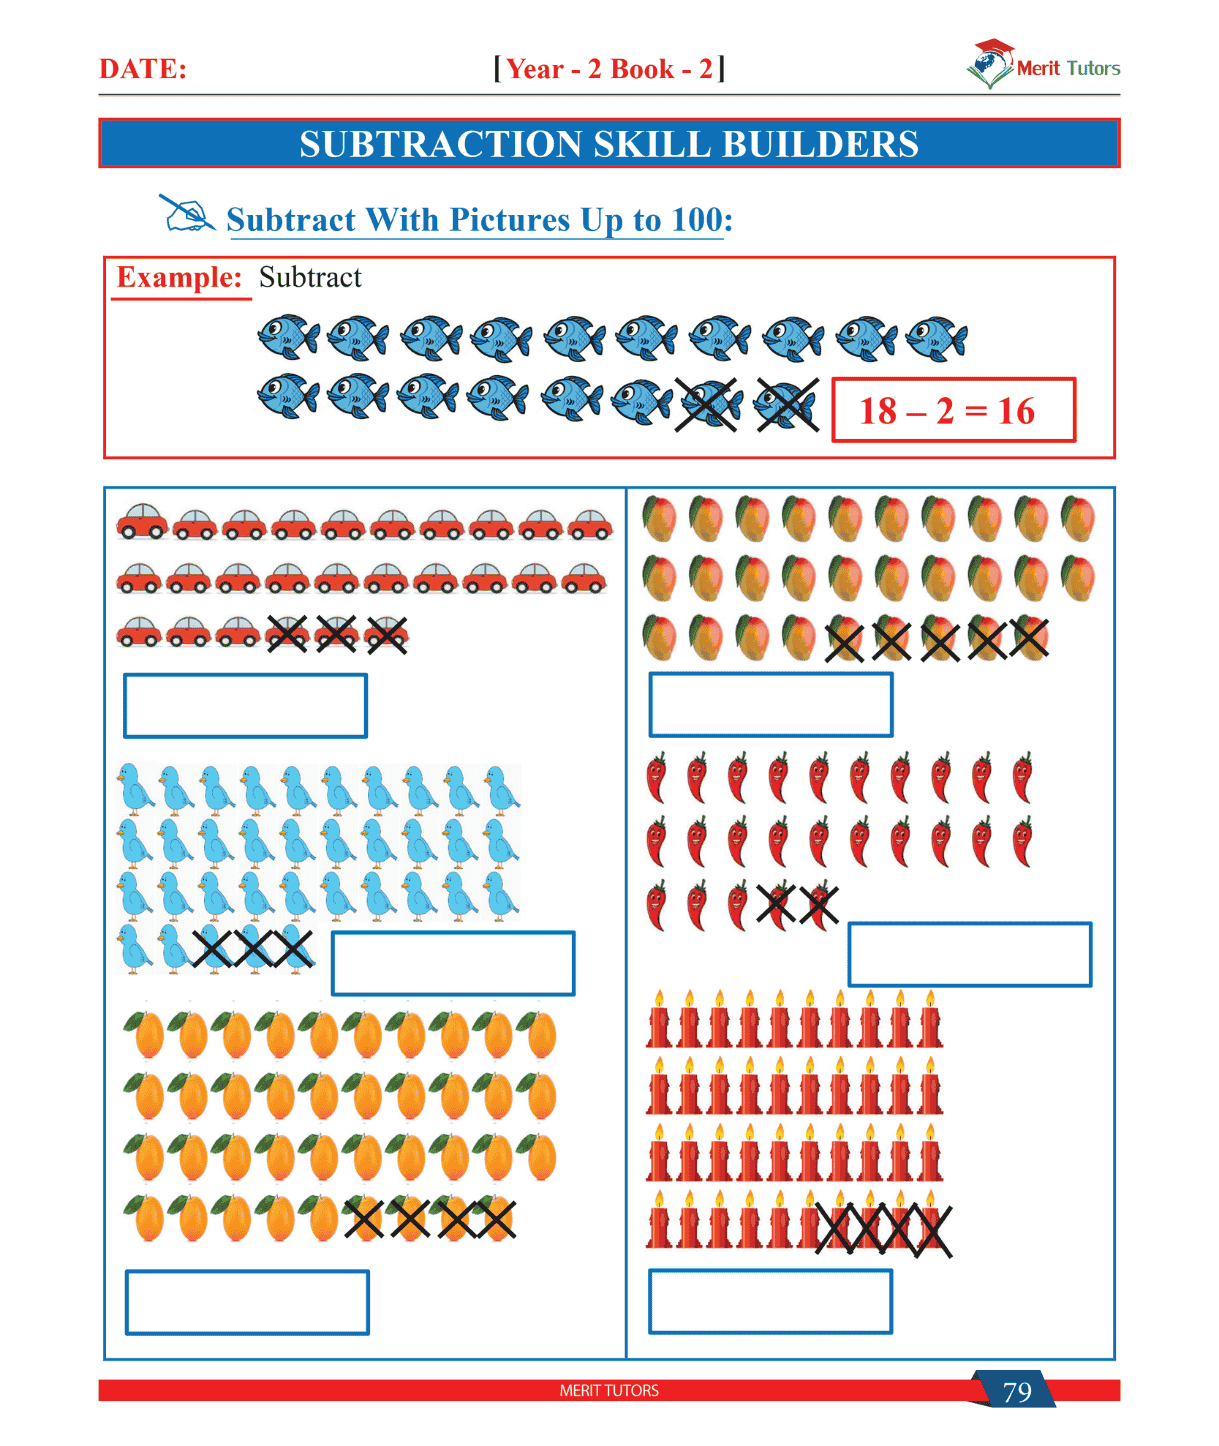 DATE:
[Year - 2 Book - 2]
Merit Tutors
SUBTRACTION SKILL BUILDERS
Subtract With Pictures Up to 100:
Example: Subtract
18 – 2 = 16
MERIT TUTORS
79